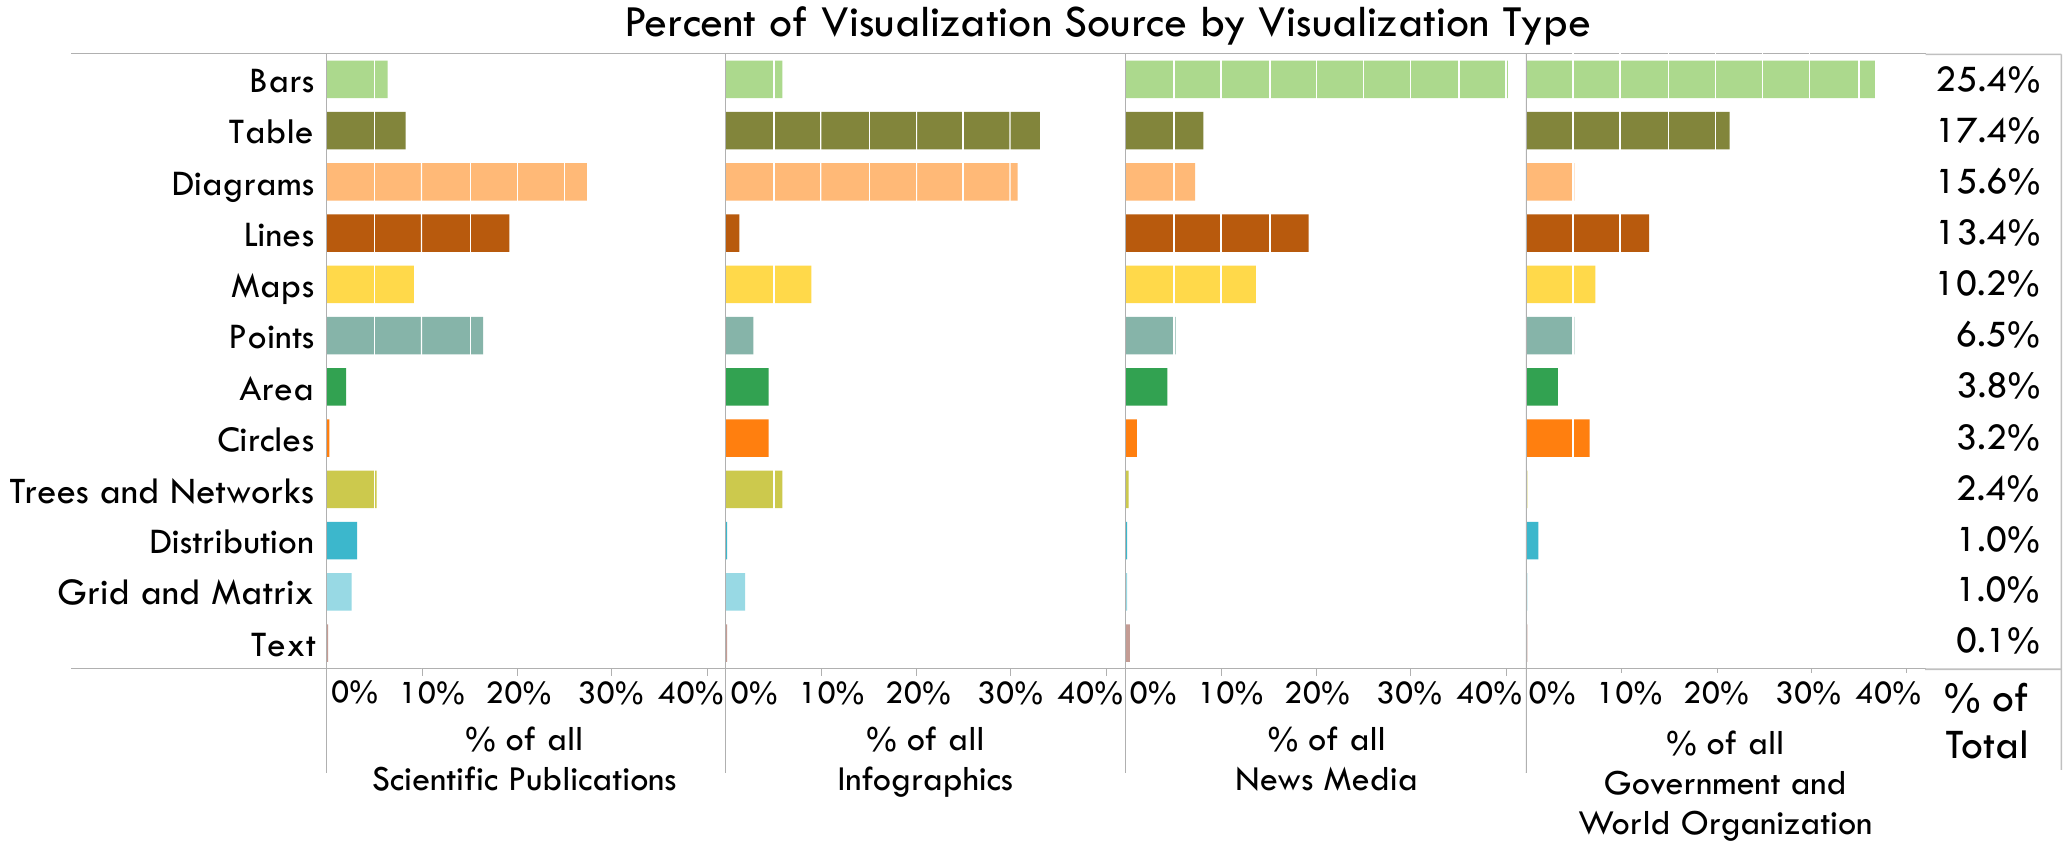 Percent of Visualization Source by Visualization Type
Bars 25.4%
Table 17.4%
Diagrams 15.6%
Lines 13.4%
Maps 10.2%
Points 6.5%
Area 3.8%
Circles 3.2%
Trees and Networks 2.4%
Distribution 1.0%
Grid and Matrix 1.0%
Text 0.1%
0% 10% 20% 30% 40% 0% 10% 20% 30% 40% 0% 10% 20% 30% 40% 0% 10% 20% 30% 40%
% of all
Scientific Publications
% of all
Infographics
% of all
News Media
% of all
Government and
World Organization
% of
Total